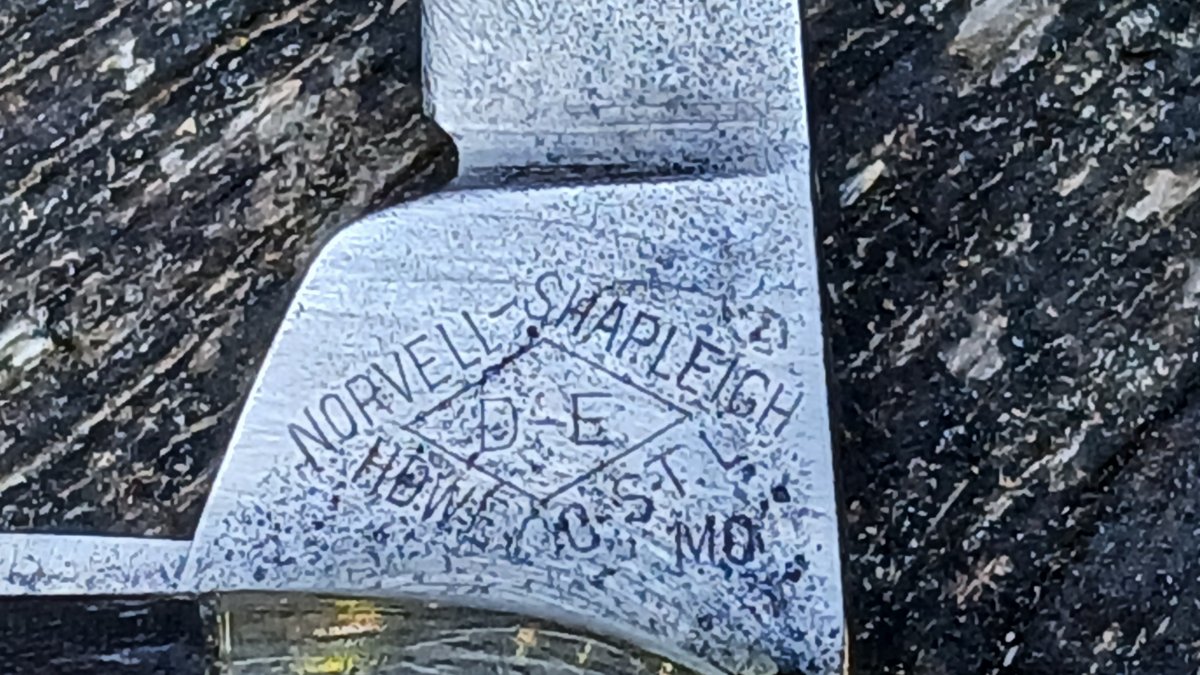 NORVELL-SHAPLEIGH
D-E
HDWE CO ST L
MO